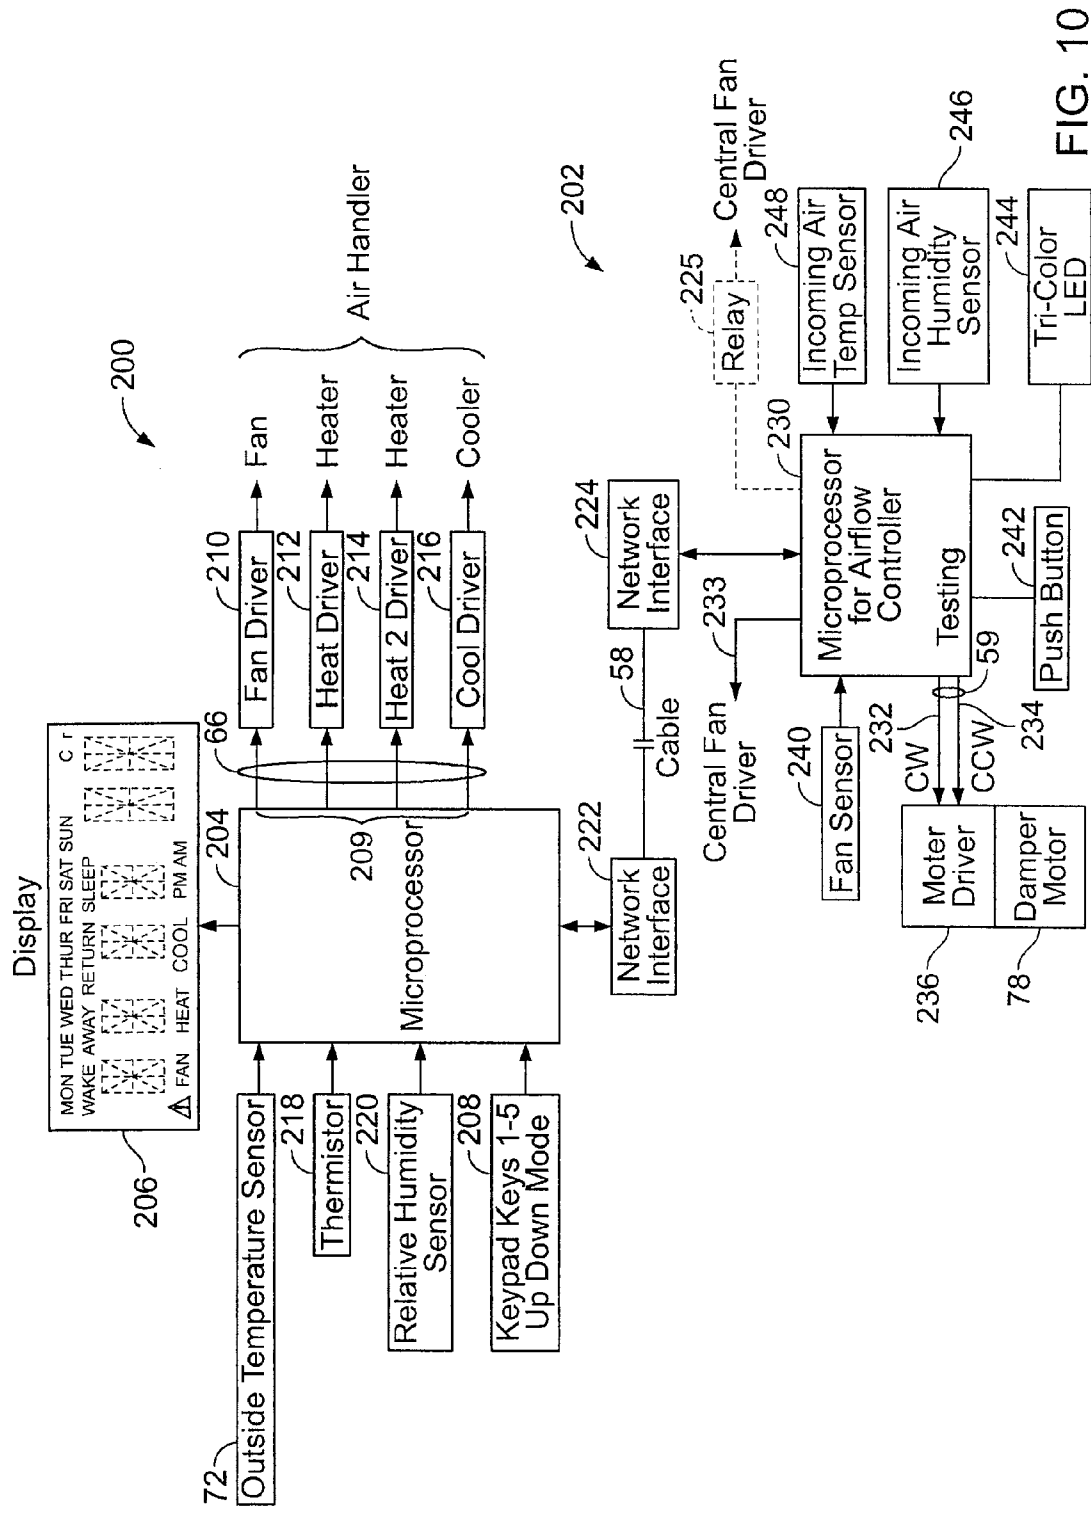 Display
MON TUE WED THUR FRI SAT SUN
WAKE AWAY RETURN SLEEP
C r
FAN HEAT COOL PM AM
206
204
200
72
Outside Temperature Sensor
218
Thermistor
220
Relative Humidity
Sensor
208
Keypad Keys 1-5
Up Down Mode
Microprocessor
209
66
210
Fan Driver
Fan
212
Heat Driver
Heater
214
Heat 2 Driver
Heater
216
Cool Driver
Cooler
Air Handler
202
222
Network
Interface
Cable
58
224
Network
Interface
225
Relay
Central Fan
Driver
Central Fan
Driver
233
230
Microprocessor
for Airflow
Controller
Testing
248
Incoming Air
Temp Sensor
246
Incoming Air
Humidity
Sensor
244
Tri-Color
LED
240
Fan Sensor
232
CW
CCW
234
59
242
Push Button
236
Moter
Driver
78
Damper
Motor
FIG. 10